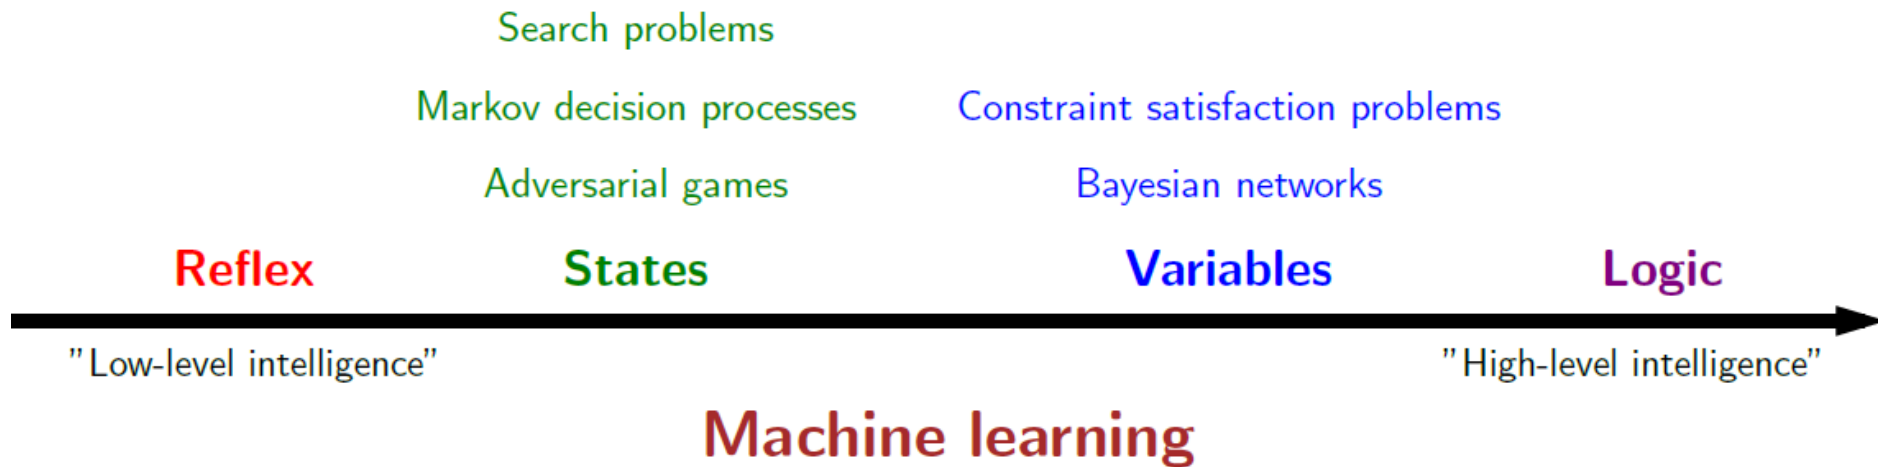 Search problems
Markov decision processes Constraint satisfaction problems
Adversarial games Bayesian networks
Reflex States Variables Logic
"Low-level intelligence" "High-level intelligence"
Machine learning